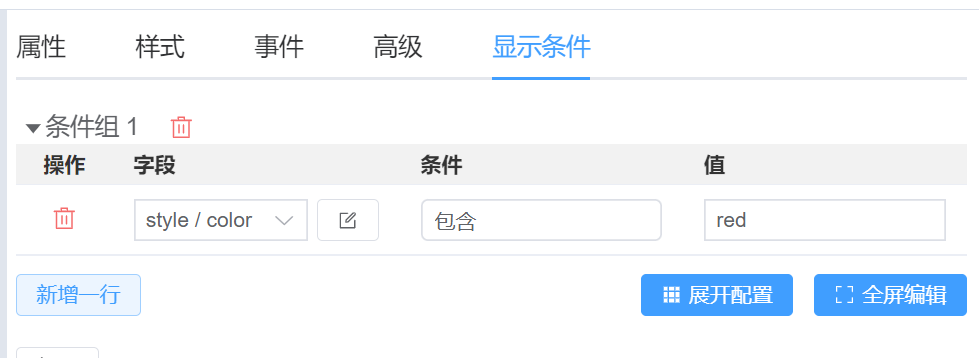 属性 样式 事件 高级 显示条件
条件组 1
操作 字段 条件 值
style / color 包含 red
新增一行 展开配置 全屏编辑